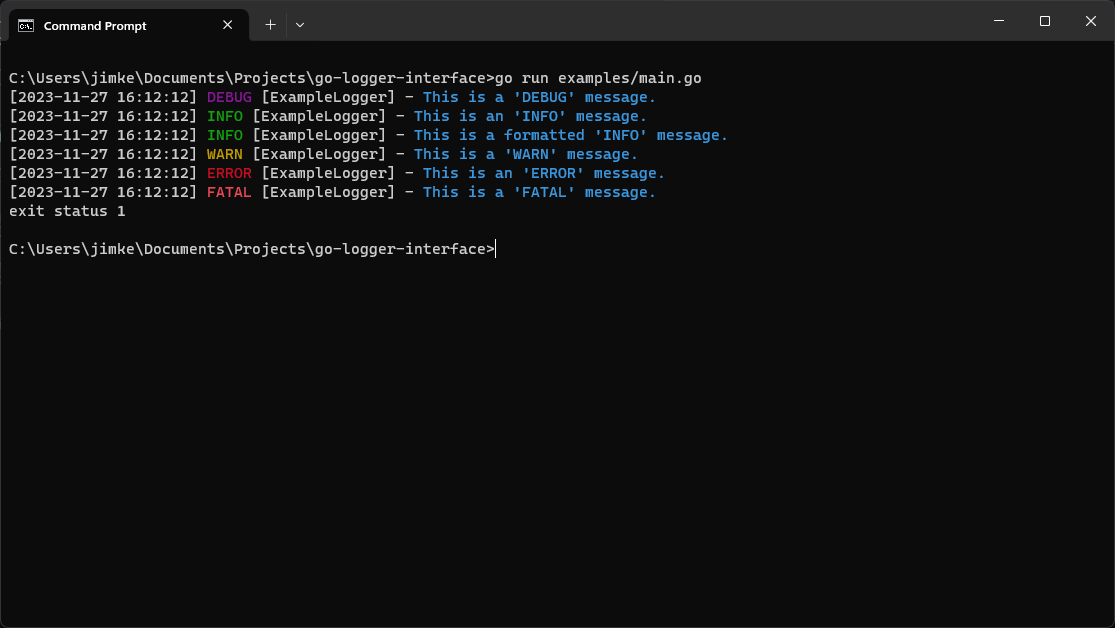 Command Prompt
C:\Users\jimke\Documents\Projects\go-logger-interface>go run examples/main.go
[2023-11-27 16:12:12] DEBUG [ExampleLogger] - This is a 'DEBUG' message.
[2023-11-27 16:12:12] INFO [ExampleLogger] - This is an 'INFO' message.
[2023-11-27 16:12:12] INFO [ExampleLogger] - This is a formatted 'INFO' message.
[2023-11-27 16:12:12] WARN [ExampleLogger] - This is a 'WARN' message.
[2023-11-27 16:12:12] ERROR [ExampleLogger] - This is an 'ERROR' message.
[2023-11-27 16:12:12] FATAL [ExampleLogger] - This is a 'FATAL' message.
exit status 1
C:\Users\jimke\Documents\Projects\go-logger-interface>